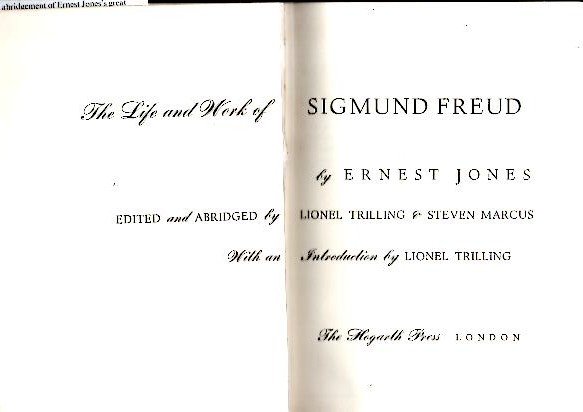 abridgement of Ernest Jones's great
The Life and Work of SIGMUND FREUD
by ERNEST JONES
EDITED and ABRIDGED by LIONEL TRILLING & STEVEN MARCUS
With an Introduction by LIONEL TRILLING
The Hogarth Press LONDON